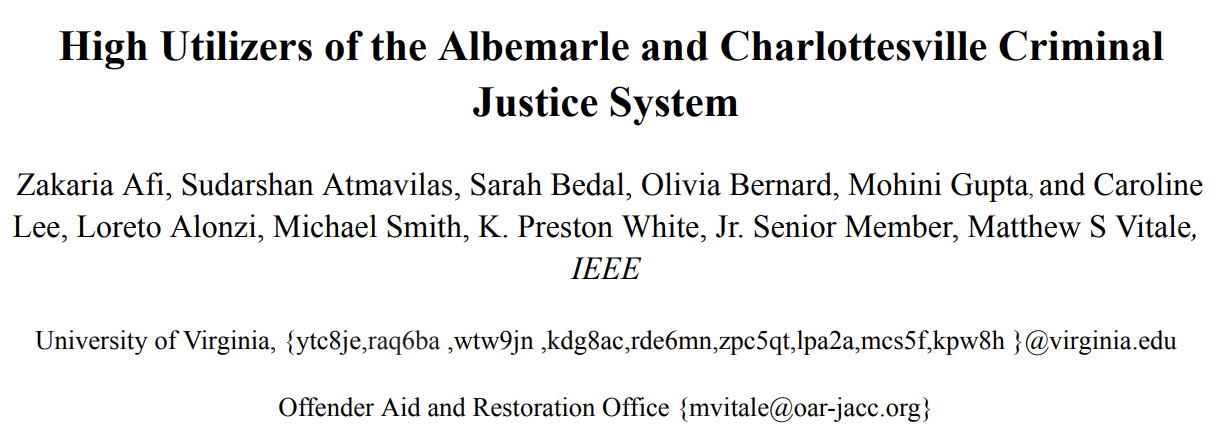 High Utilizers of the Albemarle and Charlottesville Criminal
Justice System
Zakaria Afi, Sudarshan Atmavilas, Sarah Bedal, Olivia Bernard, Mohini Gupta, and Caroline
Lee, Loreto Alonzi, Michael Smith, K. Preston White, Jr. Senior Member, Matthew S Vitale,
IEEE
University of Virginia, {ytc8je,raq6ba ,wtw9jn ,kdg8ac,rde6mn,zpc5qt,lpa2a,mcs5f,kpw8h }@virginia.edu
Offender Aid and Restoration Office {mvitale@oar-jacc.org}